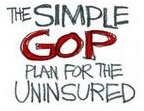 THE SIMPLE
GOP
PLAN FOR THE
UNINSURED